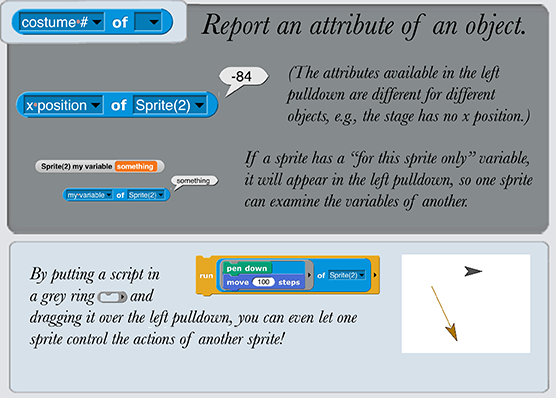 costume # of
Report an attribute of an object.
-84
x position of Sprite(2)
(The attributes available in the left
pulldown are different for different
objects, e.g., the stage has no x position.)
Sprite(2) my variable something
something
my variable of Sprite(2)
If a sprite has a “for this sprite only” variable,
it will appear in the left pulldown, so one sprite
can examine the variables of another.
By putting a script in
a grey ring and
dragging it over the left pulldown, you can even let one
sprite control the actions of another sprite!
run pen down of Sprite(2)
move 100 steps